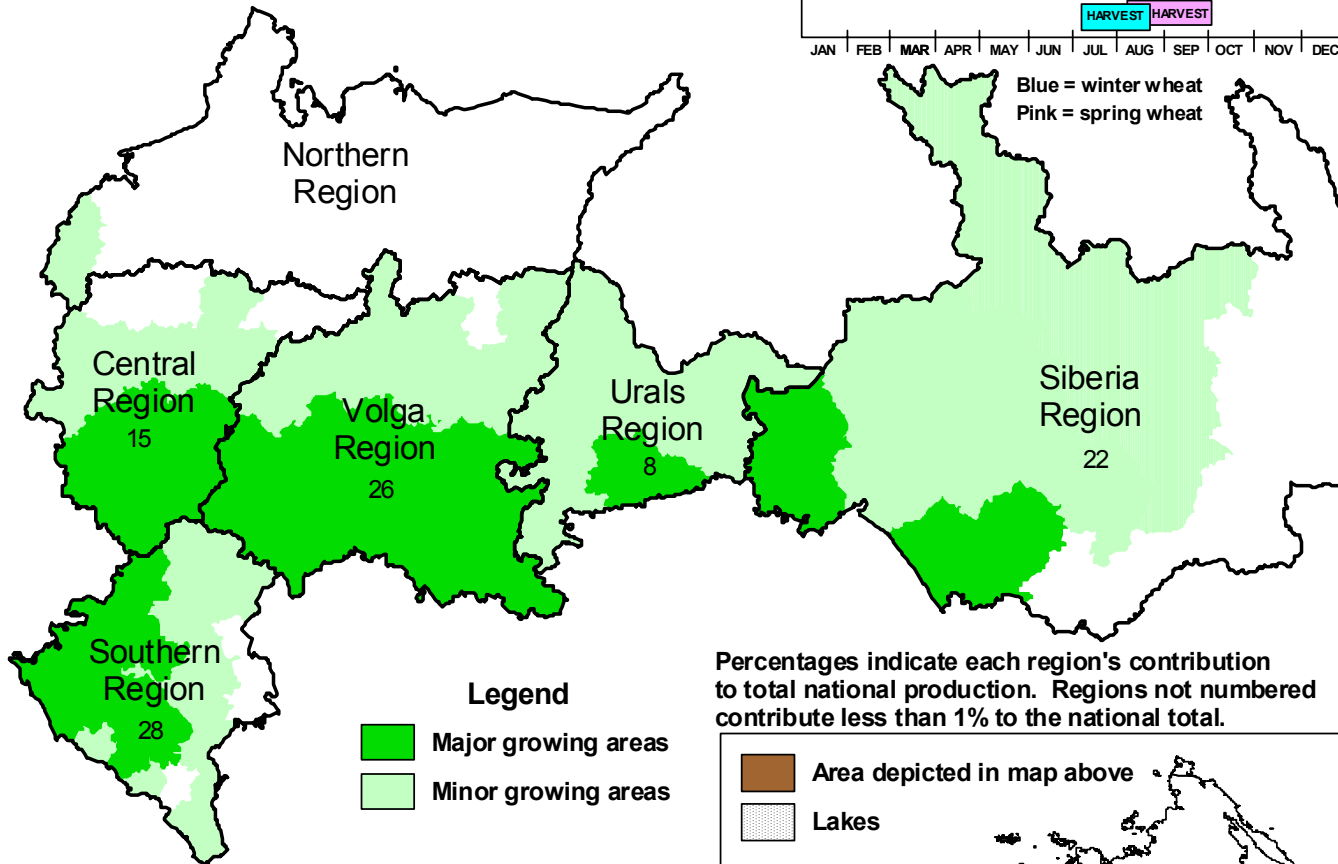 HARVEST
HARVEST
JAN FEB MAR APR MAY JUN JUL AUG SEP OCT NOV DEC
Blue = winter wheat
Pink = spring wheat
Northern
Region
Central
Region
15
Volga
Region
26
Urals
Region
8
Siberia
Region
22
Southern
Region
28
Legend
Major growing areas
Minor growing areas
Percentages indicate each region's contribution
to total national production. Regions not numbered
contribute less than 1% to the national total.
Area depicted in map above
Lakes